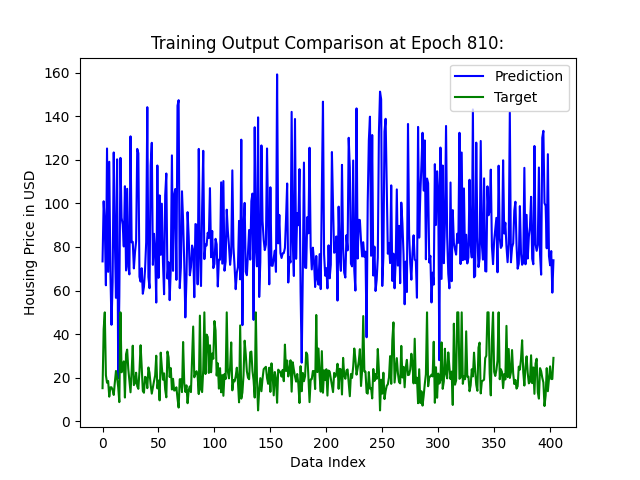 Training Output Comparison at Epoch 810:
Prediction
Target
Housing Price in USD
160
140
120
100
80
60
40
20
0
0 50 100 150 200 250 300 350 400
Data Index